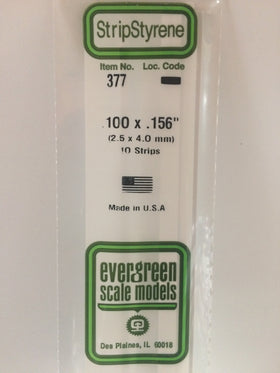 StripStyrene
Item No. Loc. Code
377
.100 x .156"
(2.5 x 4.0 mm)
10 Strips
Made in U.S.A
evergreen
scale models
Des Plaines, IL 60018